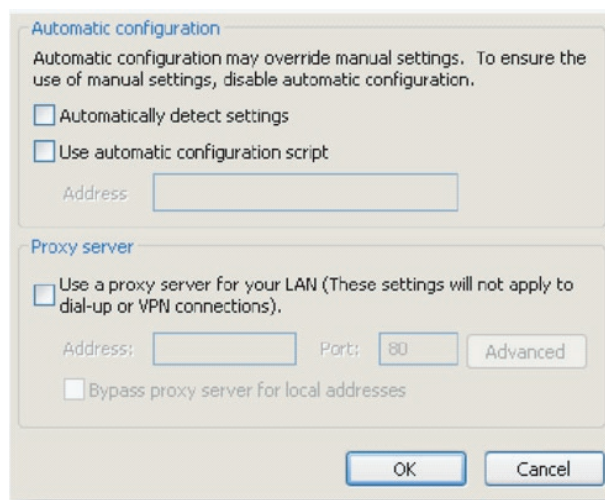 Automatic configuration
Automatic configuration may override manual settings. To ensure the
use of manual settings, disable automatic configuration.
Automatically detect settings
Use automatic configuration script
Address
Proxy server
Use a proxy server for your LAN (These settings will not apply to
dial-up or VPN connections).
Address: Port: 80 Advanced
Bypass proxy server for local addresses
OK Cancel